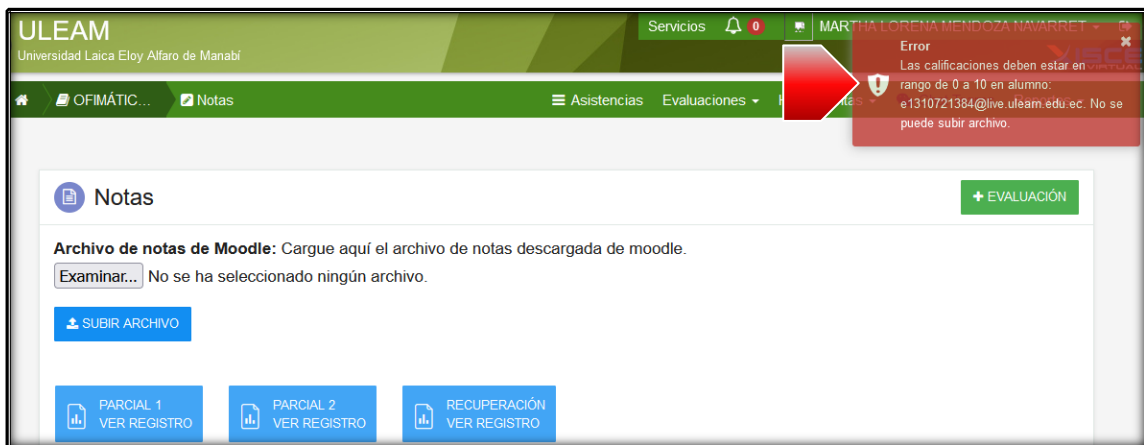 ULEAM
Universidad Laica Eloy Alfaro de Manabí
Servicios 0 MARTHA LORENA MENDOZA NAVARRET
Error
Las calificaciones deben estar en
rango de 0 a 10 en alumno:
e1310721384@live.uleam.edu.ec. No se
puede subir archivo.
OFIMÁTIC... Notas Asistencias Evaluaciones
Notas
+ EVALUACIÓN
Archivo de notas de Moodle: Cargue aquí el archivo de notas descargada de moodle.
Examinar... No se ha seleccionado ningún archivo.
SUBIR ARCHIVO
PARCIAL 1
VER REGISTRO
PARCIAL 2
VER REGISTRO
RECUPERACIÓN
VER REGISTRO